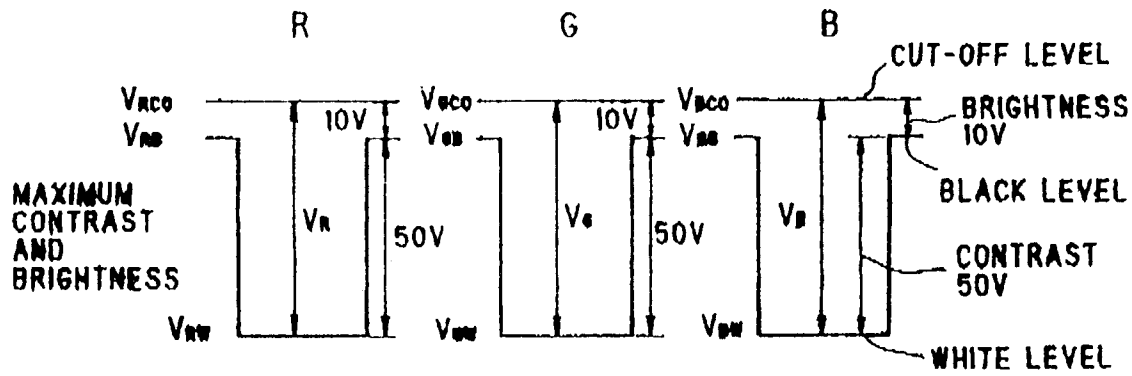 R G B
CUT-OFF LEVEL
VRCO VGCO VBCO
10V 10V BRIGHTNESS
10V
VRB VGB VBB
BLACK LEVEL
MAXIMUM
CONTRAST
AND
BRIGHTNESS
VR 50V VG 50V VB
CONTRAST
50V
VRW VGW VBW
WHITE LEVEL